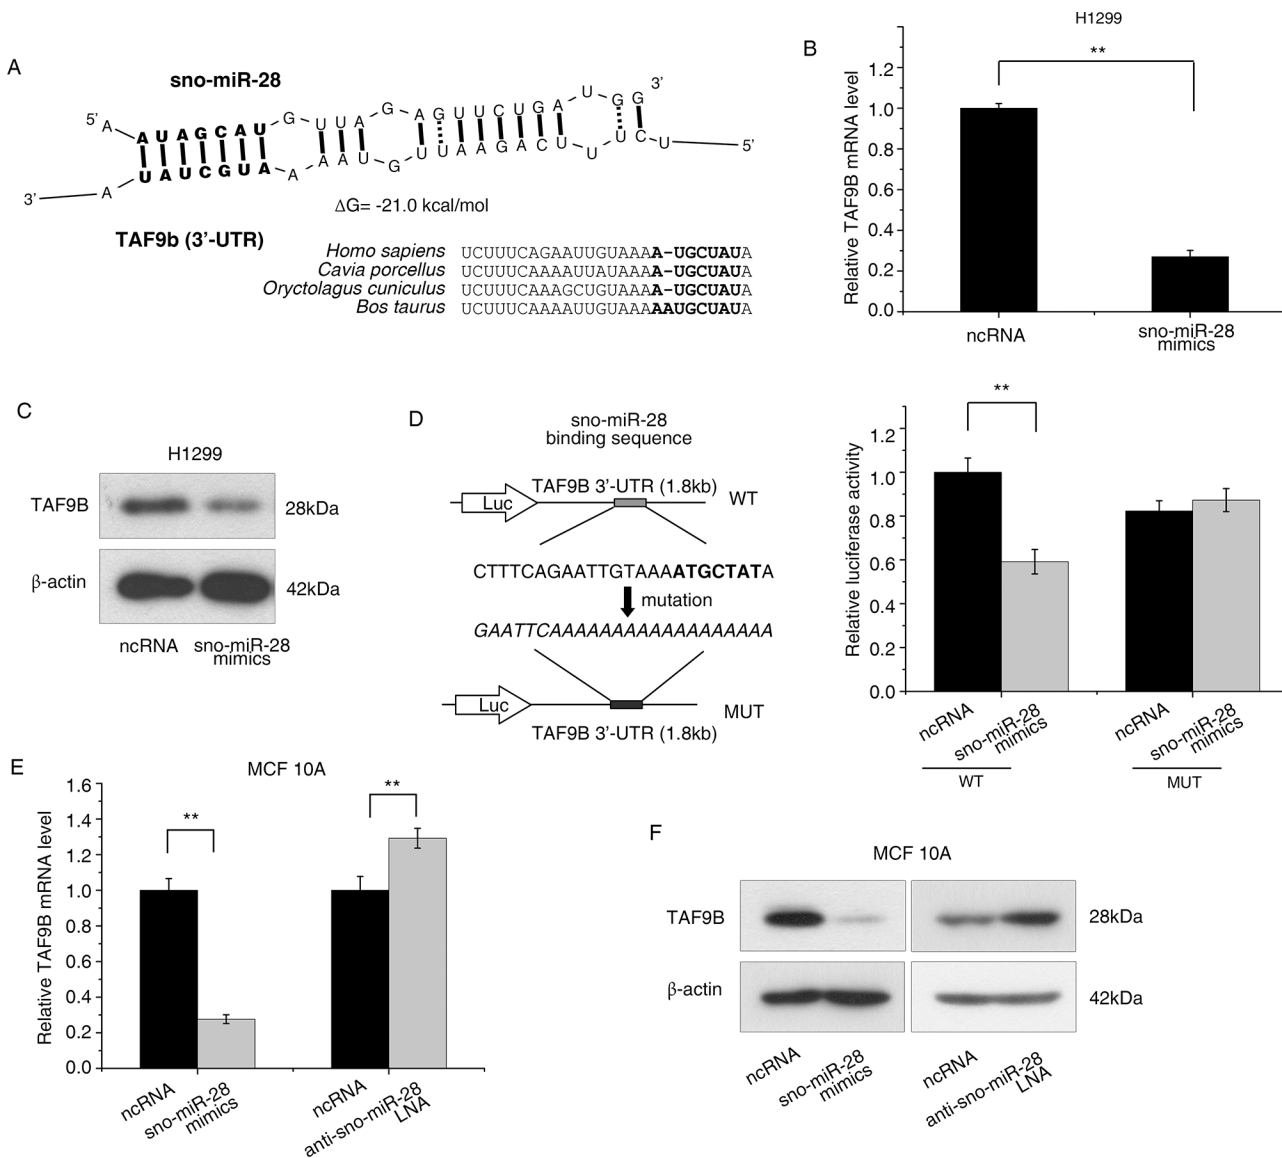 A
sno-miR-28
5’ A A U A G C A U G U U A G A G U U C U G A U G G 3’
3’ A U A U C G U A A A A U G U U A A G A C U U U C U 5’
ΔG= -21.0 kcal/mol
TAF9b (3’-UTR)
Homo sapiens UCUUUCAGAAUUGUAAAA-UGCUAUA
Cavia porcellus UCUUUCAAAAUUAUAAAA-UGCUAUA
Oryctolagus cuniculus UCUUUCAAAGCUGUAAAA-UGCUAUA
Bos taurus UCUUUCAAAAUUGUAAAAAUGCUAUA
B
H1299
**
Relative TAF9B mRNA level
1.2
1.0
0.8
0.6
0.4
0.2
0.0
ncRNA
sno-miR-28
mimics
C
H1299
TAF9B
28kDa
β-actin
42kDa
ncRNA
sno-miR-28
mimics
D
sno-miR-28
binding sequence
TAF9B 3’-UTR (1.8kb)
Luc
WT
CTTTCAGAATTGTAAAATGCTATA
mutation
GAATTCAAAAAAAAAAAAAAAAAA
Luc
MUT
TAF9B 3’-UTR (1.8kb)
**
Relative luciferase activity
1.2
1.0
0.8
0.6
0.4
0.2
0.0
ncRNA
sno-miR-28
mimics
ncRNA
sno-miR-28
mimics
WT
MUT
E
MCF 10A
**
**
Relative TAF9B mRNA level
1.6
1.4
1.2
1.0
0.8
0.6
0.4
0.2
0.0
ncRNA
sno-miR-28
mimics
ncRNA
anti-sno-miR-28
LNA
F
MCF 10A
TAF9B
28kDa
β-actin
42kDa
ncRNA
sno-miR-28
mimics
ncRNA
anti-sno-miR-28
LNA